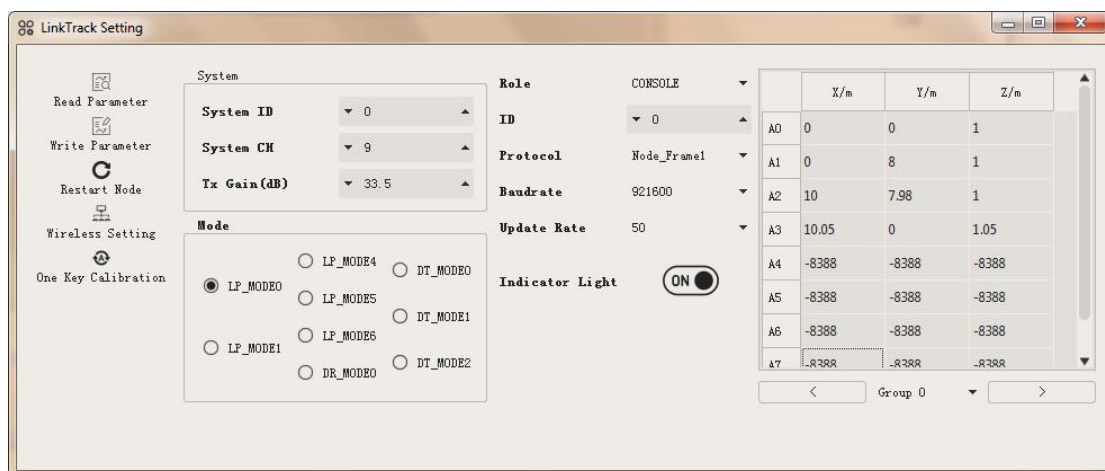 LinkTrack Setting
Read Parameter
Write Parameter
Restart Node
Wireless Setting
One Key Calibration
System
System ID 0
System CH 9
Tx Gain(dB) 33.5
Mode
LP_MODE0
LP_MODE1
LP_MODE4
LP_MODE5
LP_MODE6
DR_MODE0
DT_MODE0
DT_MODE1
DT_MODE2
Role CONSOLE
ID 0
Protocol Node_Frame1
Baudrate 921600
Update Rate 50
Indicator Light ON
X/m Y/m Z/m
A0 0 0 1
A1 0 8 1
A2 10 7.98 1
A3 10.05 0 1.05
A4 -8388 -8388 -8388
A5 -8388 -8388 -8388
A6 -8388 -8388 -8388
A7 -8388 -8388 -8388
< Group 0 >